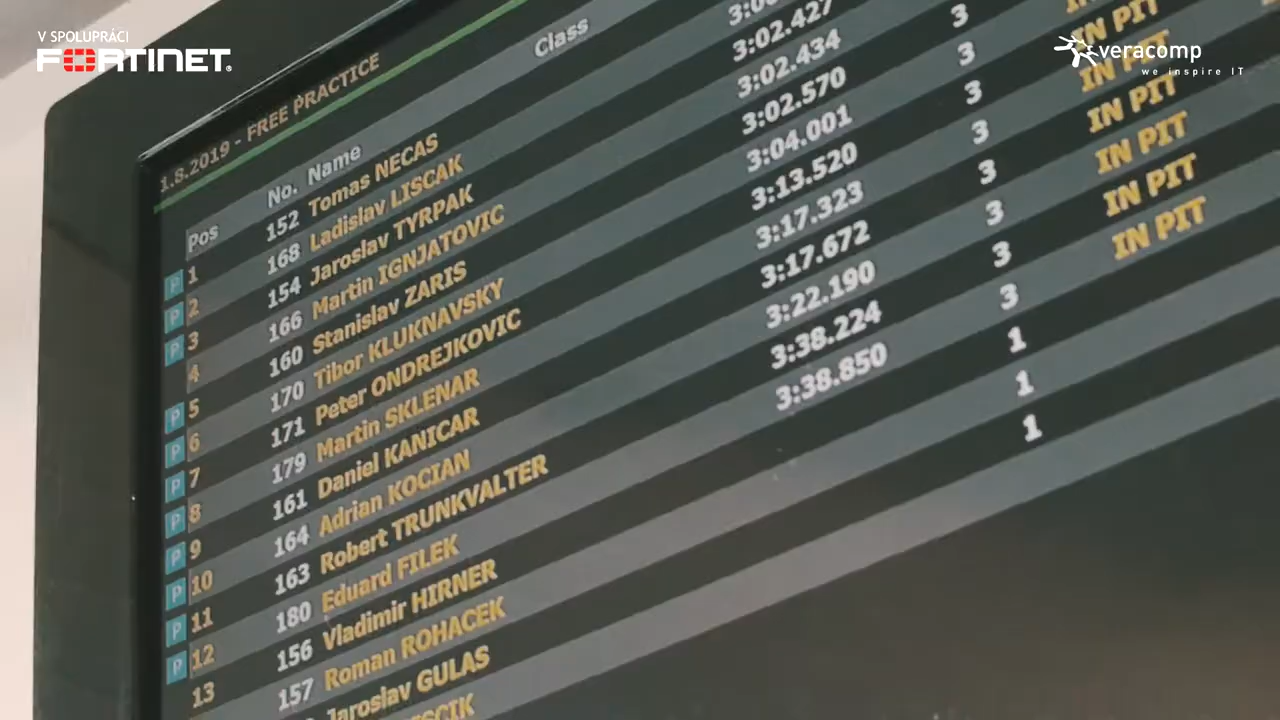 V SPOLUPRÁCI
FORTINET®
veracomp
we inspire IT
1.8.2019 - FREE PRACTICE
Pos No. Name Class
1 152 Tomas NECAS
2 168 Ladislav LISCAK
3 154 Jaroslav TYRPAK
4 166 Martin IGNJATOVIC
5 160 Stanislav ZARIS
6 170 Tibor KLUKNAVSKY
7 171 Peter ONDREJKOVIC
8 179 Martin SKLENAR
9 161 Daniel KANICAR
10 164 Adrian KOCIAN
11 163 Robert TRUNKVALTER
12 180 Eduard FILEK
13 156 Vladimir HIRNER
157 Roman ROHACEK
Jaroslav GULAS
3:02.427
3:02.434
3:02.570
3:04.001
3:13.520
3:17.323
3:17.672
3:22.190
3:38.224
3:38.850
3
3
3
3
3
3
3
3
1
1
1
IN PIT
IN PIT
IN PIT
IN PIT
IN PIT
IN PIT
P
P
P
P
P
P
P
P
P
P
P